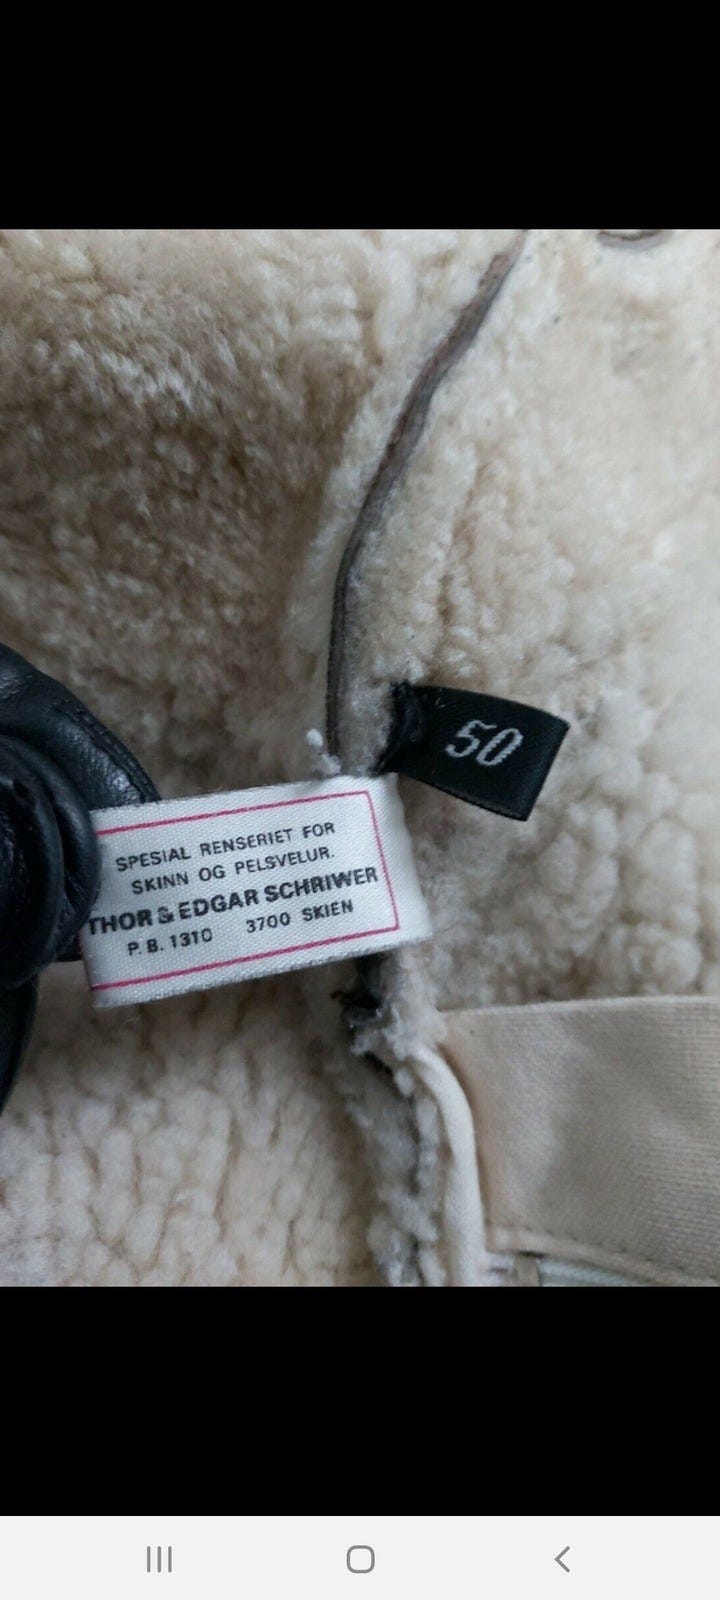 50
SPESIAL RENSERIET FOR
SKINN OG PELSVELUR.
THOR & EDGAR SCHRIWER
P. B. 1310 3700 SKIEN